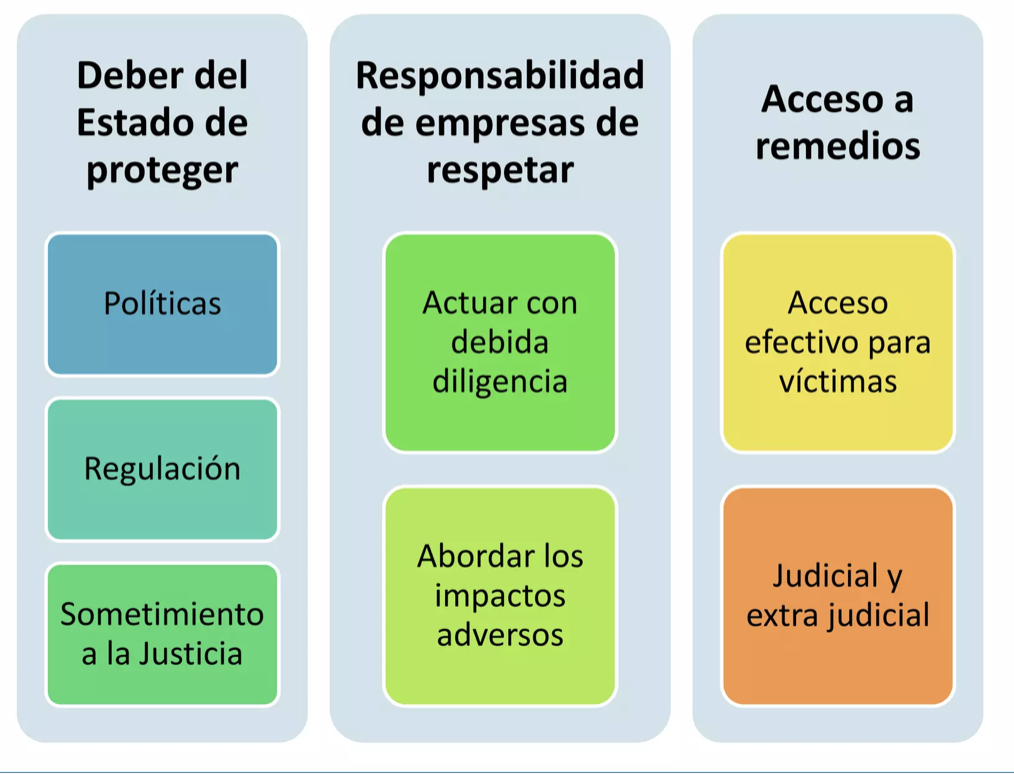 Deber del
Estado de
proteger
Políticas
Regulación
Sometimiento
a la Justicia
Responsabilidad
de empresas de
respetar
Actuar con
debida
diligencia
Abordar los
impactos
adversos
Acceso a
remedios
Acceso
efectivo para
víctimas
Judicial y
extra judicial